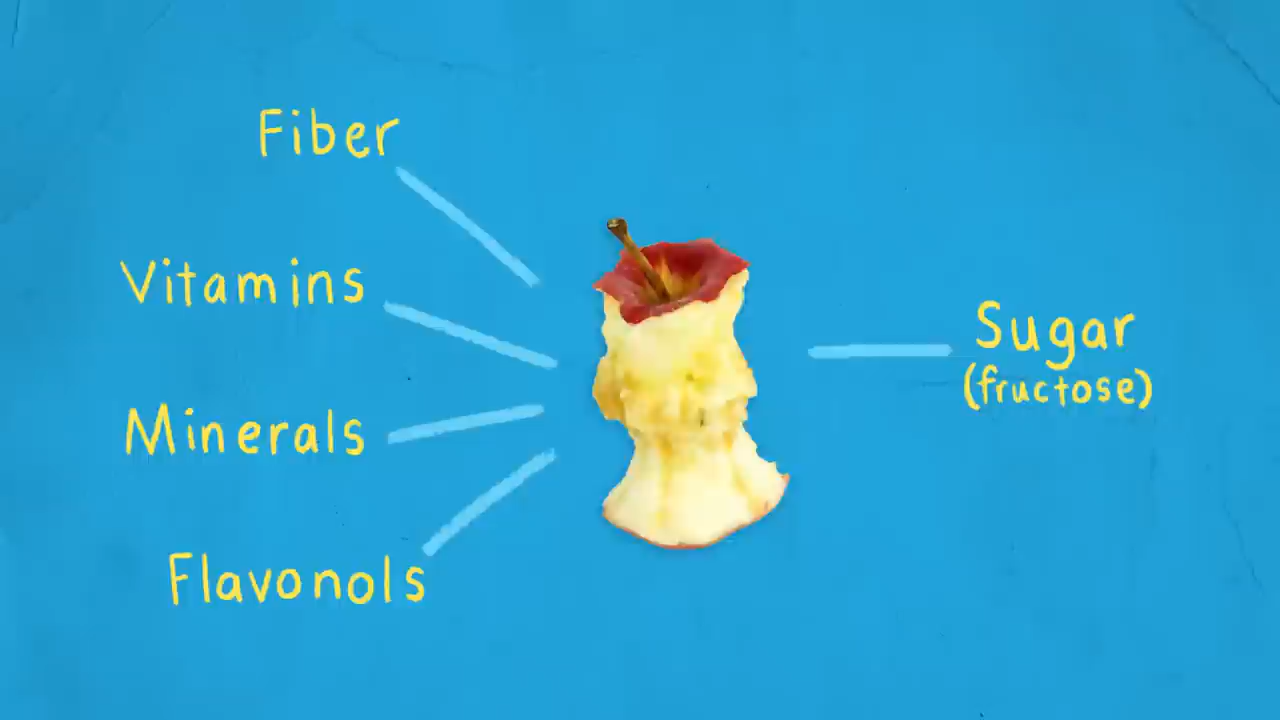 Fiber
Vitamins
Minerals
Flavonols
Sugar
(fructose)